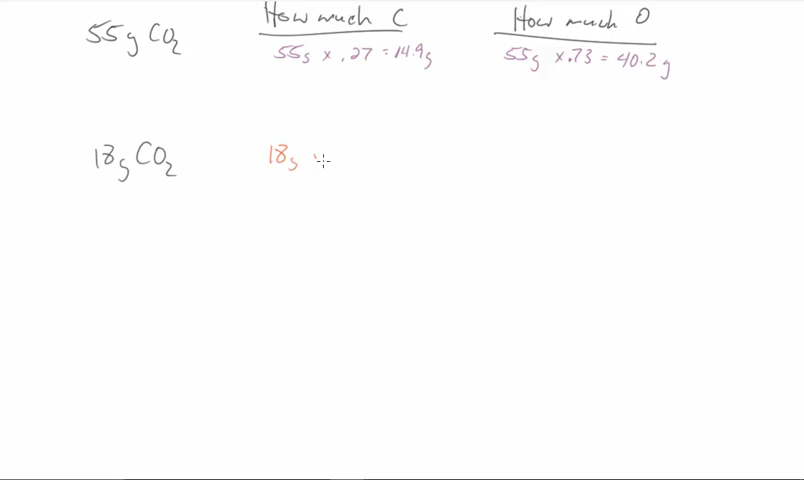 How much C
How much O
55g CO₂
55g × .27 = 14.9g
55g × .73 = 40.2g
18g CO₂
18g